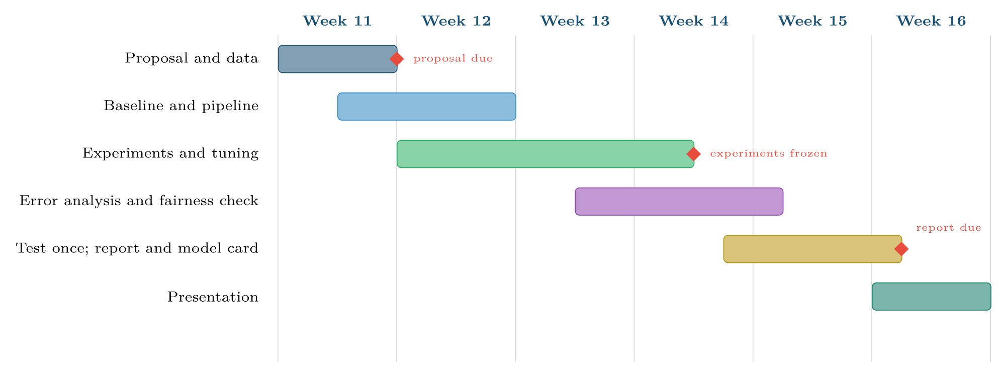 Week 11 Week 12 Week 13 Week 14 Week 15 Week 16
Proposal and data
proposal due
Baseline and pipeline
Experiments and tuning
experiments frozen
Error analysis and fairness check
report due
Test once; report and model card
Presentation